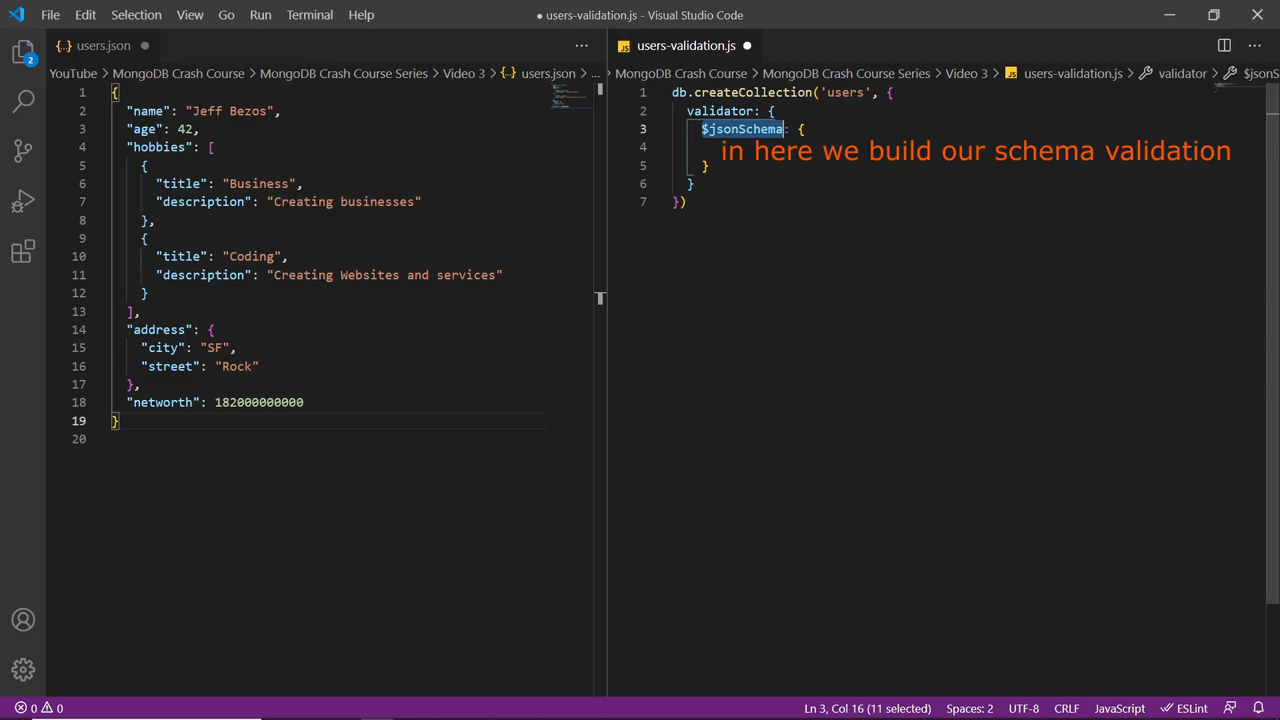 File Edit Selection View Go Run Terminal Help ● users-validation.js - Visual Studio Code
{..} users.json ● ...
JS users-validation.js ●
YouTube > MongoDB Crash Course > MongoDB Crash Course Series > Video 3 > {..} users.json > ...
MongoDB Crash Course > MongoDB Crash Course Series > Video 3 > JS users-validation.js > validator > $jsonS
1 {
2 "name": "Jeff Bezos",
3 "age": 42,
4 "hobbies": [
5 {
6 "title": "Business",
7 "description": "Creating businesses"
8 },
9 {
10 "title": "Coding",
11 "description": "Creating Websites and services"
12 }
13 ],
14 "address": {
15 "city": "SF",
16 "street": "Rock"
17 },
18 "networth": 182000000000
19 }
20
1 db.createCollection('users', {
2 validator: {
3 $jsonSchema: {
4
in here we build our schema validation
5 }
6 }
7 })
2
0 0
Ln 3, Col 16 (11 selected) Spaces: 2 UTF-8 CRLF JavaScript ESLint